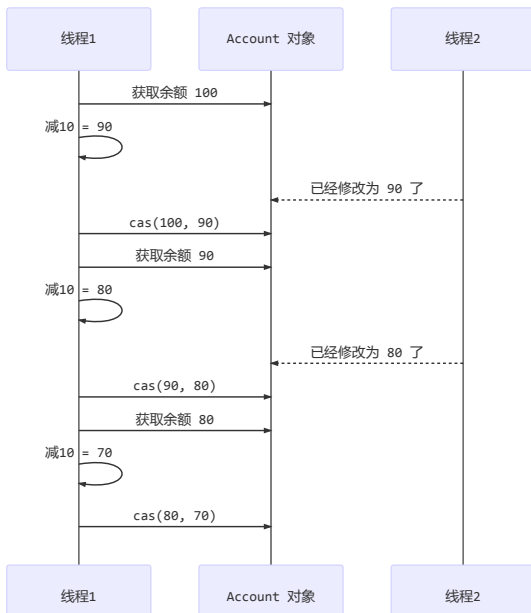 线程1
Account 对象
线程2
获取余额 100
减10 = 90
已经修改为 90 了
cas(100, 90)
获取余额 90
减10 = 80
已经修改为 80 了
cas(90, 80)
获取余额 80
减10 = 70
cas(80, 70)
线程1
Account 对象
线程2